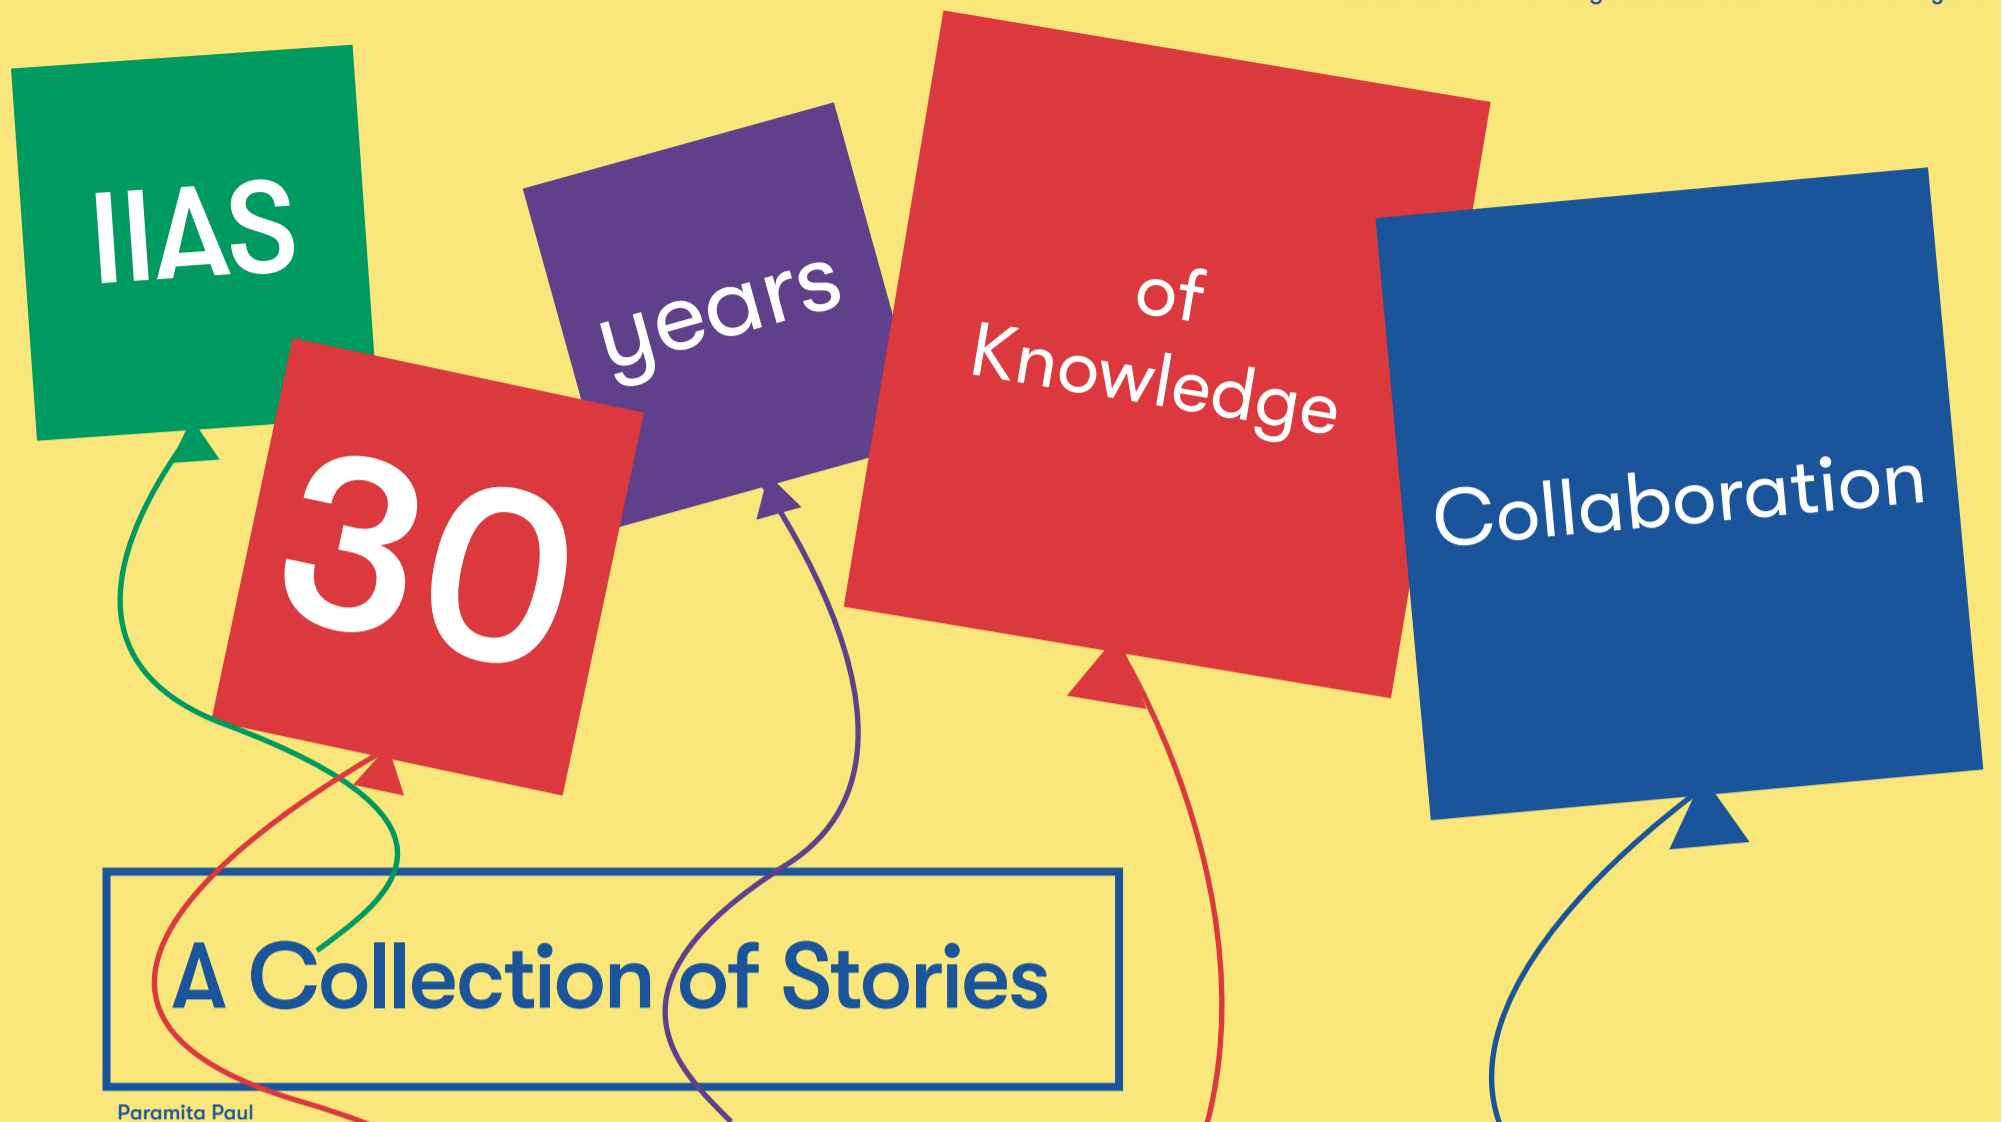 IIAS
30
years
of
Knowledge
Collaboration
A Collection of Stories
Paramita Paul